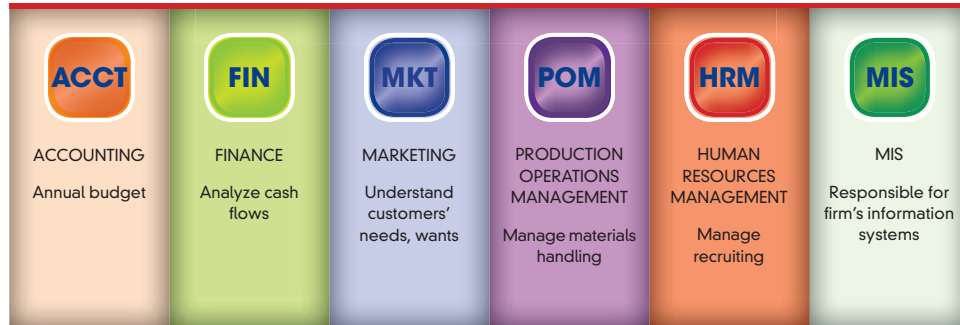 ACCT
ACCOUNTING
Annual budget
FIN
FINANCE
Analyze cash
flows
MKT
MARKETING
Understand
customers'
needs, wants
POM
PRODUCTION
OPERATIONS
MANAGEMENT
Manage materials
handling
HRM
HUMAN
RESOURCES
MANAGEMENT
Manage
recruiting
MIS
MIS
Responsible for
firm's information
systems